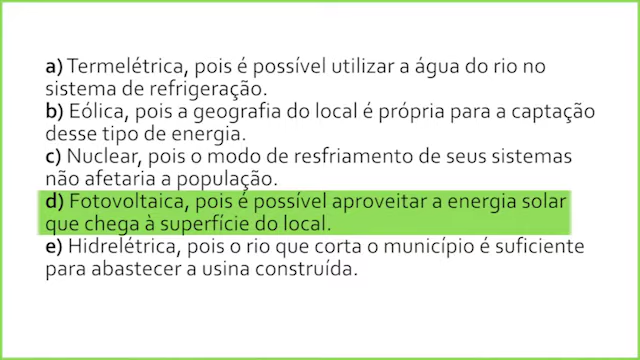 a) Termelétrica, pois é possível utilizar a água do rio no
sistema de refrigeração.
b) Eólica, pois a geografia do local é própria para a captação
desse tipo de energia.
c) Nuclear, pois o modo de resfriamento de seus sistemas
não afetaria a população.
d) Fotovoltaica, pois é possível aproveitar a energia solar
que chega à superfície do local.
e) Hidrelétrica, pois o rio que corta o município é suficiente
para abastecer a usina construída.